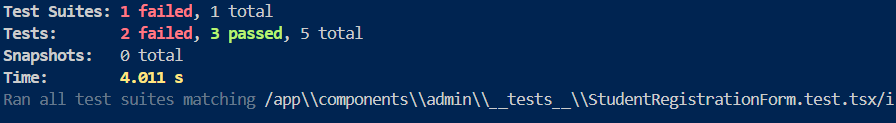 Test Suites: 1 failed, 1 total
Tests:       2 failed, 3 passed, 5 total
Snapshots:   0 total
Time:        4.011 s
Ran all test suites matching /app\\components\\admin\\__tests__\\StudentRegistrationForm.test.tsx/i